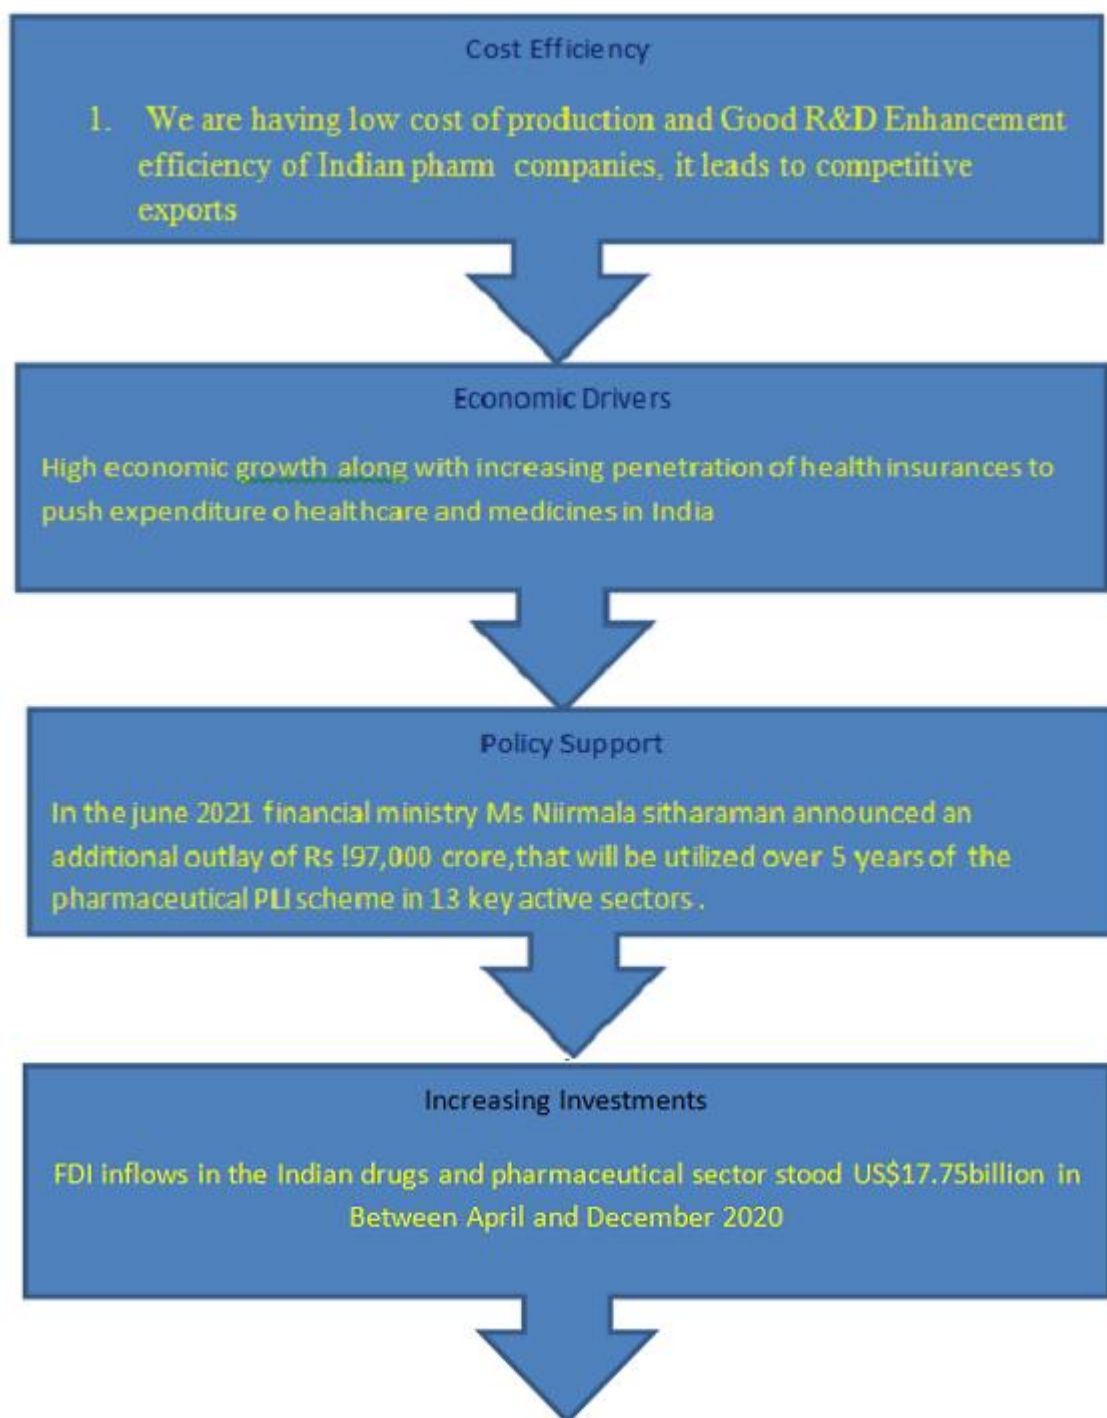 Cost Efficiency
1. We are having low cost of production and Good R&D Enhancement
efficiency of Indian pharm companies, it leads to competitive
exports
Economic Drivers
High economic growth along with increasing penetration of health insurances to
push expenditure o healthcare and medicines in India
Policy Support
In the june 2021 financial ministry Ms Niirmala sitharaman announced an
additional outlay of Rs !97,000 crore,that will be utilized over 5 years of the
pharmaceutical PLI scheme in 13 key active sectors .
Increasing Investments
FDI inflows in the Indian drugs and pharmaceutical sector stood US$17.75billion in
Between April and December 2020